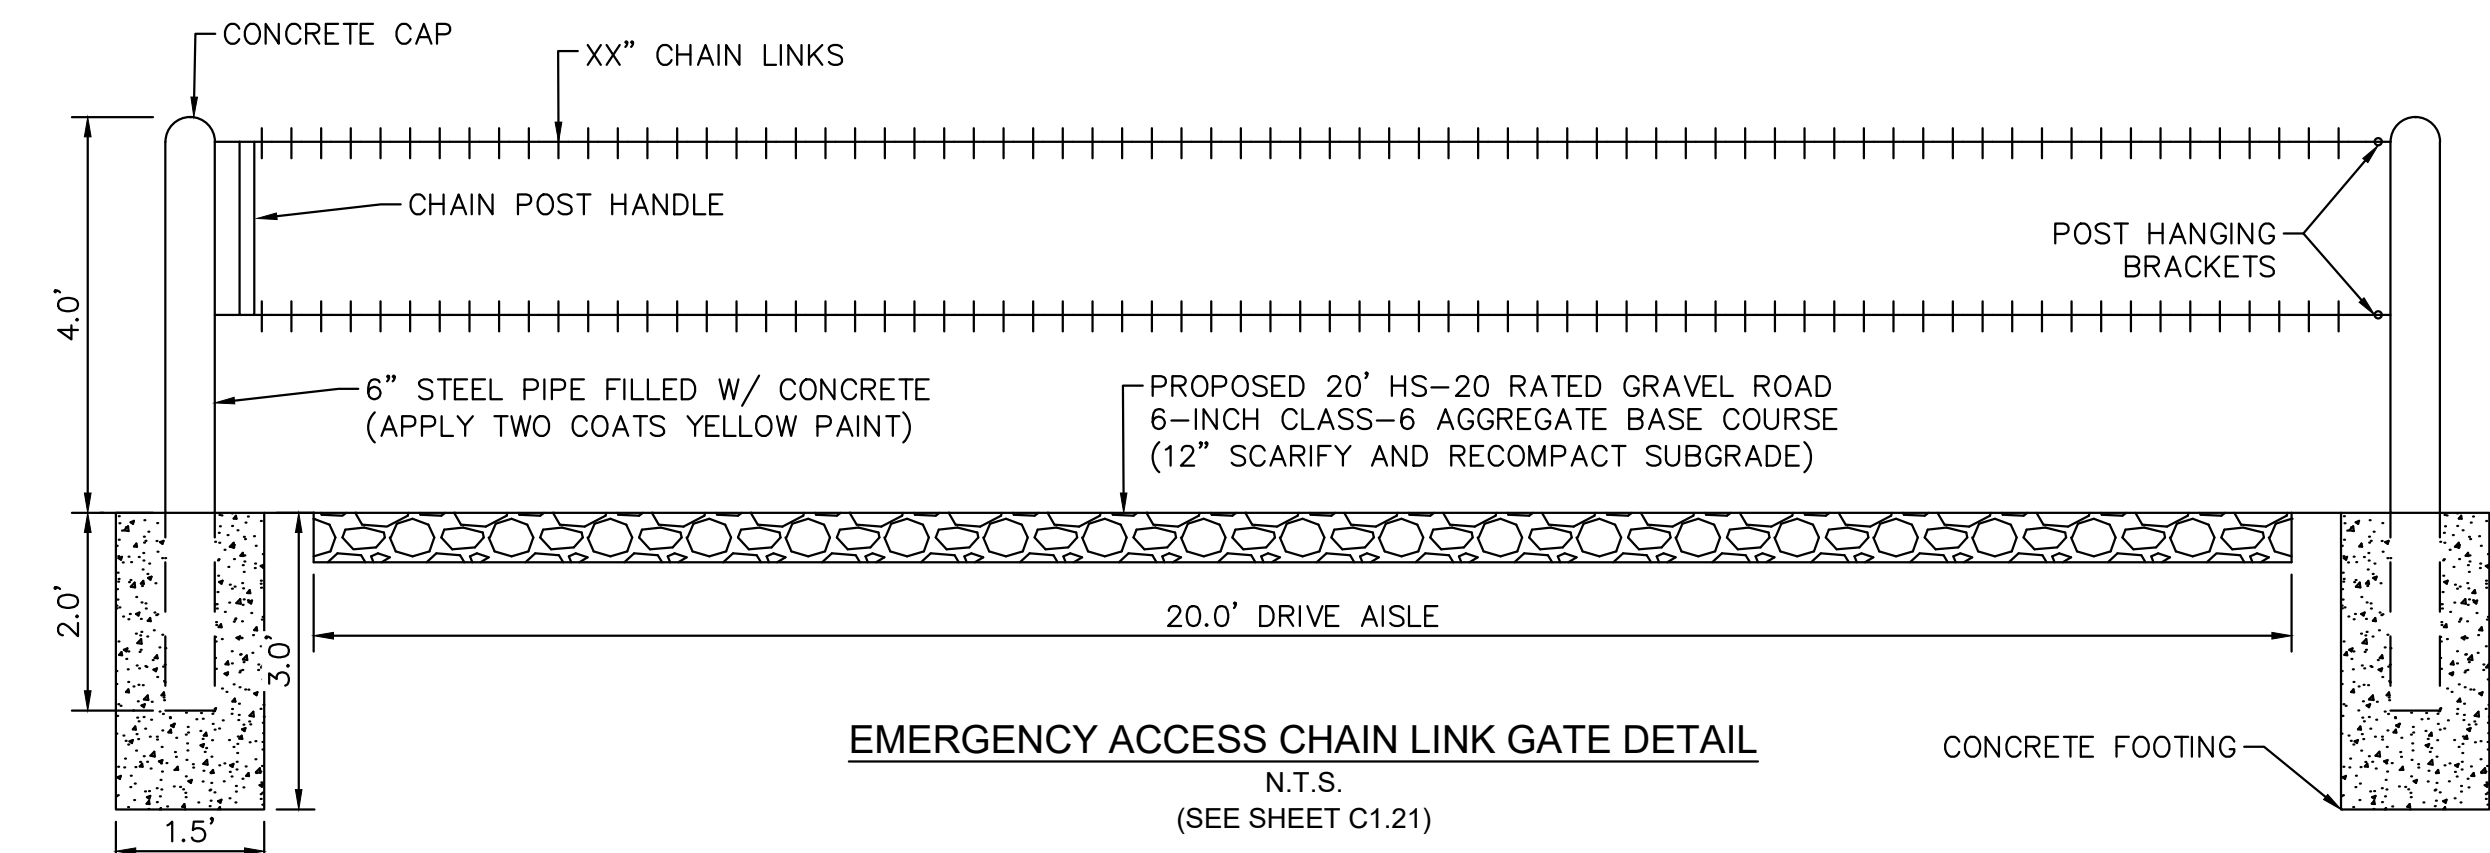 CONCRETE CAP
XX” CHAIN LINKS
CHAIN POST HANDLE
POST HANGING
BRACKETS
4.0’
6” STEEL PIPE FILLED W/ CONCRETE
(APPLY TWO COATS YELLOW PAINT)
PROPOSED 20’ HS-20 RATED GRAVEL ROAD
6-INCH CLASS-6 AGGREGATE BASE COURSE
(12” SCARIFY AND RECOMPACT SUBGRADE)
2.0’
3.0’
20.0’ DRIVE AISLE
EMERGENCY ACCESS CHAIN LINK GATE DETAIL
N.T.S.
(SEE SHEET C1.21)
CONCRETE FOOTING
1.5’